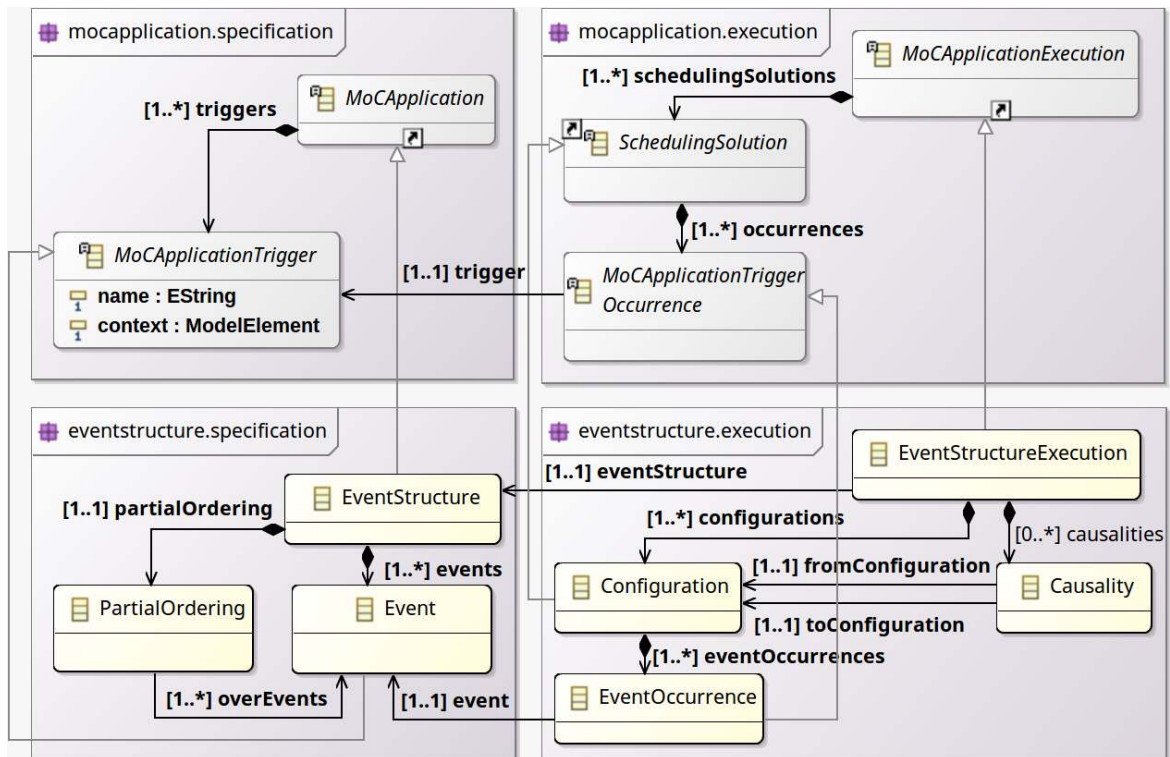 mocapplication.specification
MoCApplication
[1..*] triggers
MoCApplicationTrigger
name : EString
context : ModelElement
mocapplication.execution
MoCApplicationExecution
[1..*] schedulingSolutions
SchedulingSolution
[1..*] occurrences
MoCApplicationTrigger
Occurrence
[1..1] trigger
eventstructure.specification
EventStructure
[1..1] partialOrdering
[1..*] events
PartialOrdering
Event
[1..*] overEvents
eventstructure.execution
EventStructureExecution
[1..1] eventStructure
[1..*] configurations
[0..*] causalities
[1..1] fromConfiguration
Configuration
Causality
[1..1] toConfiguration
[1..*] eventOccurrences
EventOccurrence
[1..1] event